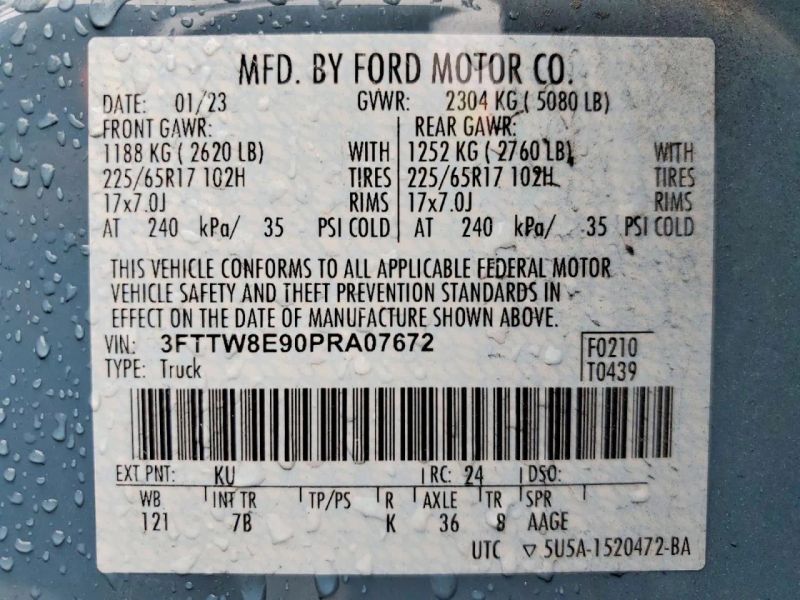 MFD. BY FORD MOTOR CO.
DATE: 01/23 GVWR: 2304 KG ( 5080 LB)
FRONT GAWR: REAR GAWR:
1188 KG ( 2620 LB) WITH 1252 KG ( 2760 LB) WITH
225/65R17 102H TIRES 225/65R17 102H TIRES
17x7.0J RIMS 17x7.0J RIMS
AT 240 kPa/ 35 PSI COLD AT 240 kPa/ 35 PSI COLD
THIS VEHICLE CONFORMS TO ALL APPLICABLE FEDERAL MOTOR
VEHICLE SAFETY AND THEFT PREVENTION STANDARDS IN
EFFECT ON THE DATE OF MANUFACTURE SHOWN ABOVE.
VIN: 3FTTW8E90PRA07672 F0210
TYPE: Truck T0439
EXT PNT: KU RC: 24 DSO:
WB INT TR TP/PS R AXLE TR SPR
121 7B K 36 8 AAGE
UTC ▽ 5U5A-1520472-BA